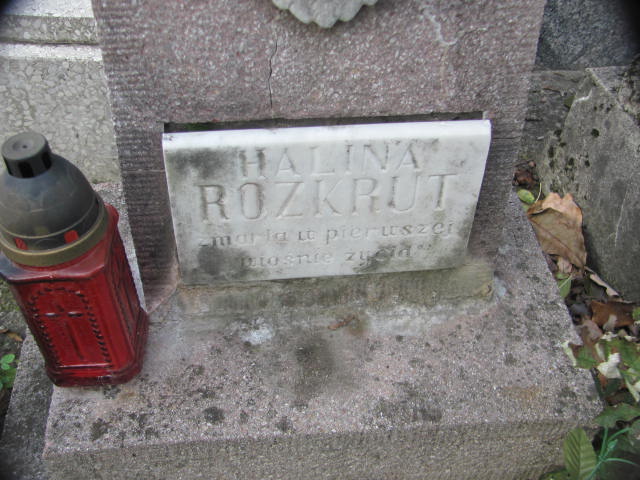 HALINA
ROZKRUT
zmarła w pierwszej
wiośnie życia